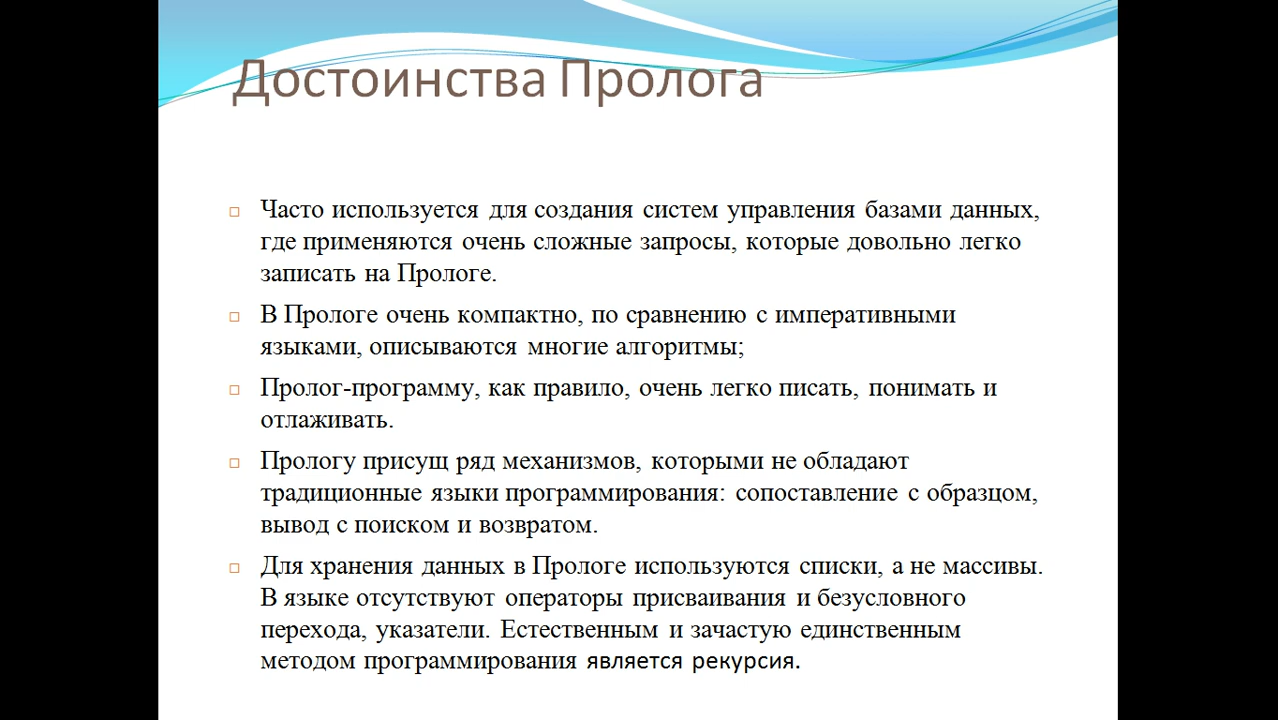 Достоинства Пролога
Часто используется для создания систем управления базами данных,
где применяются очень сложные запросы, которые довольно легко
записать на Прологе.
В Прологе очень компактно, по сравнению с императивными
языками, описываются многие алгоритмы;
Пролог-программу, как правило, очень легко писать, понимать и
отлаживать.
Прологу присущ ряд механизмов, которыми не обладают
традиционные языки программирования: сопоставление с образцом,
вывод с поиском и возвратом.
Для хранения данных в Прологе используются списки, а не массивы.
В языке отсутствуют операторы присваивания и безусловного
перехода, указатели. Естественным и зачастую единственным
методом программирования является рекурсия.